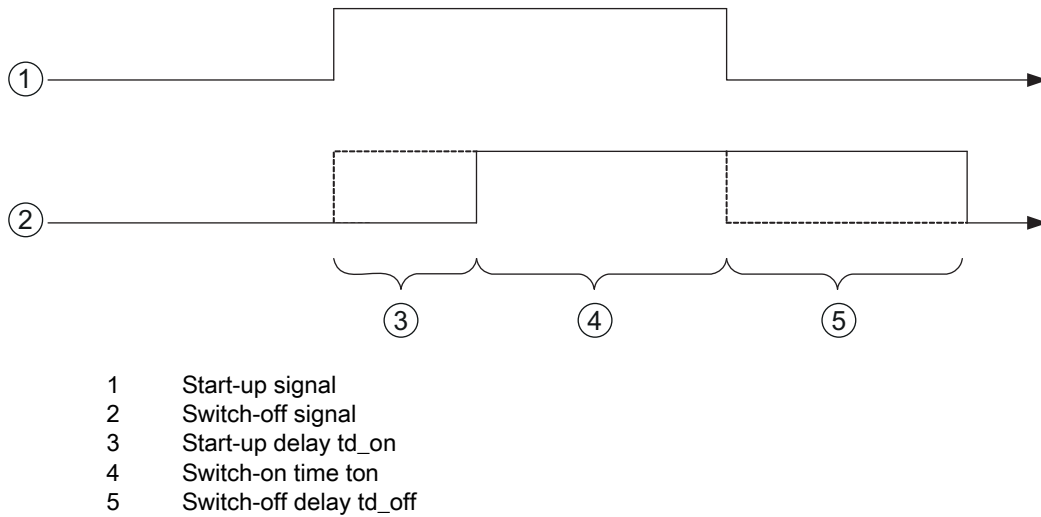 1
2
3
4
5
1 Start-up signal
2 Switch-off signal
3 Start-up delay td_on
4 Switch-on time ton
5 Switch-off delay td_off